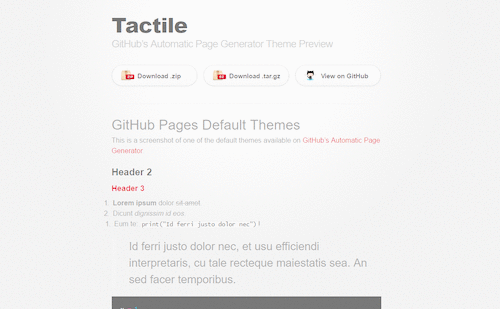 Tactile
GitHub's Automatic Page Generator Theme Preview
Download .zip
Download .tar.gz
View on GitHub
GitHub Pages Default Themes
This is a screenshot of one of the default themes available on GitHub's Automatic Page
Generator
Header 2
Header 3
1. Lorem ipsum dolor sit amet
2. Dicunt dignissim id eos
1. Eum te: print("Id ferri justo dolor nec")!
Id ferri justo dolor nec, et usu efficiendi
interpretaris, cu tale recteque maiestatis sea. An
sed facer temporibus.